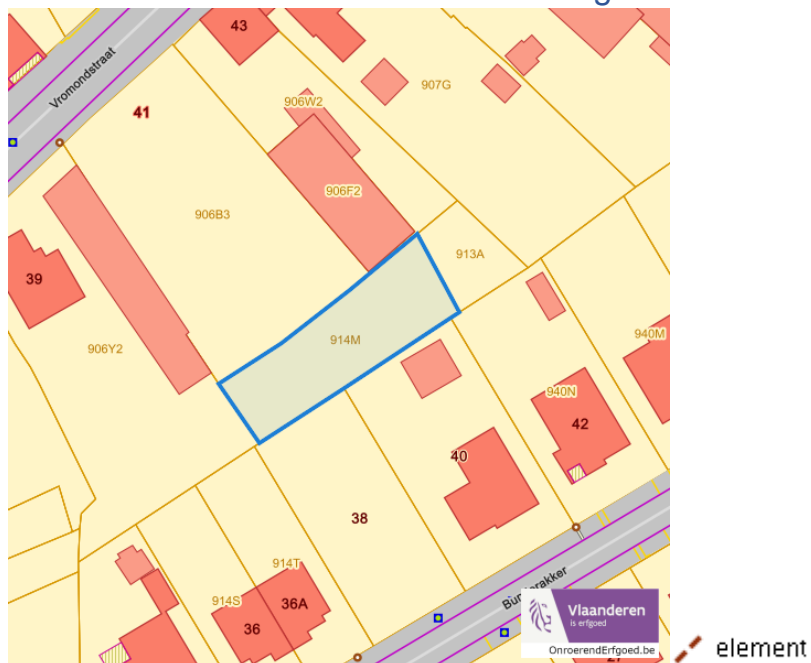 43
Vromondstraat
41
907G
906W2
906F2
906B3
913A
39
914M
906Y2
940M
940N
42
40
38
914T
914S
36A
36
Vlaanderen
is erfgoed
OnroerendErfgoed.be
element